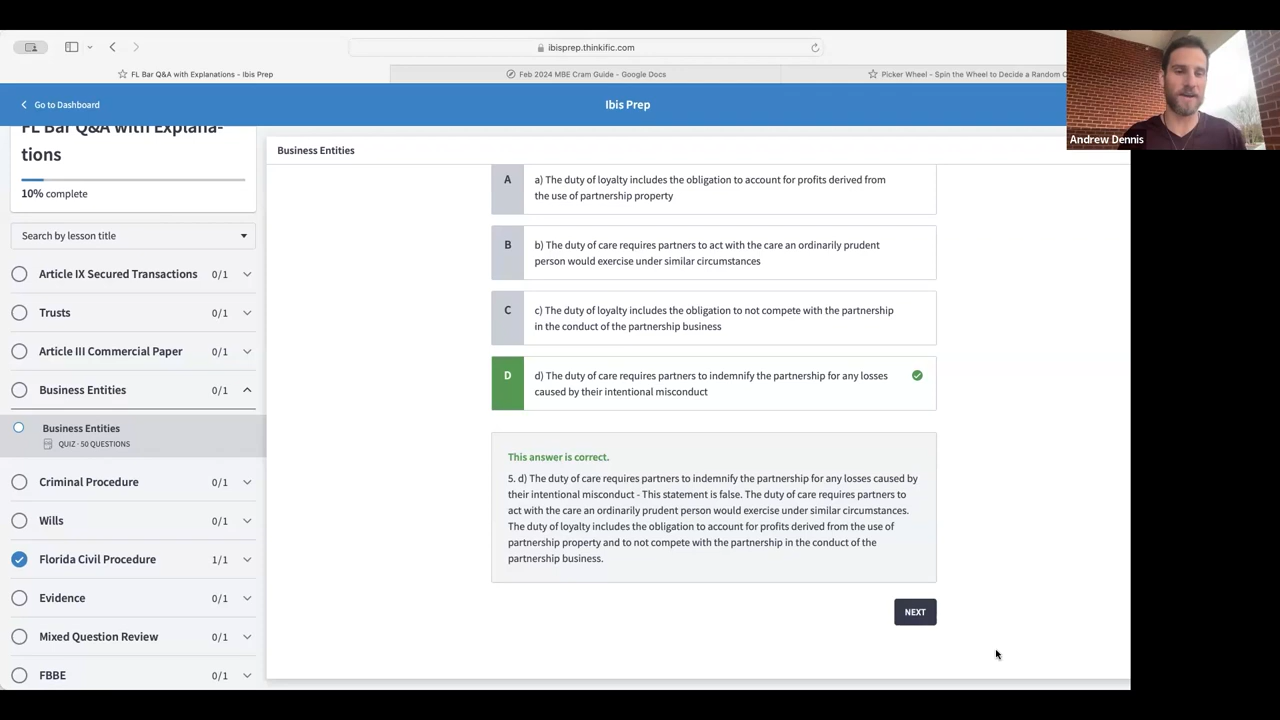 ibisprep.thinkific.com
FL Bar Q&A with Explanations - Ibis Prep
Feb 2024 MBE Cram Guide - Google Docs
Picker Wheel - Spin the Wheel to Decide a Random
Go to Dashboard
Ibis Prep
Andrew Dennis
FL Bar Q&A with Explana-
tions
10% complete
Search by lesson title
Article IX Secured Transactions 0/1
Trusts 0/1
Article III Commercial Paper 0/1
Business Entities 0/1
Business Entities
QUIZ · 50 QUESTIONS
Criminal Procedure 0/1
Wills 0/1
Florida Civil Procedure 1/1
Evidence 0/1
Mixed Question Review 0/1
FBBE 0/1
Business Entities
A a) The duty of loyalty includes the obligation to account for profits derived from
the use of partnership property
B b) The duty of care requires partners to act with the care an ordinarily prudent
person would exercise under similar circumstances
C c) The duty of loyalty includes the obligation to not compete with the partnership
in the conduct of the partnership business
D d) The duty of care requires partners to indemnify the partnership for any losses
caused by their intentional misconduct
This answer is correct.
5. d) The duty of care requires partners to indemnify the partnership for any losses caused by
their intentional misconduct - This statement is false. The duty of care requires partners to
act with the care an ordinarily prudent person would exercise under similar circumstances.
The duty of loyalty includes the obligation to account for profits derived from the use of
partnership property and to not compete with the partnership in the conduct of the
partnership business.
NEXT